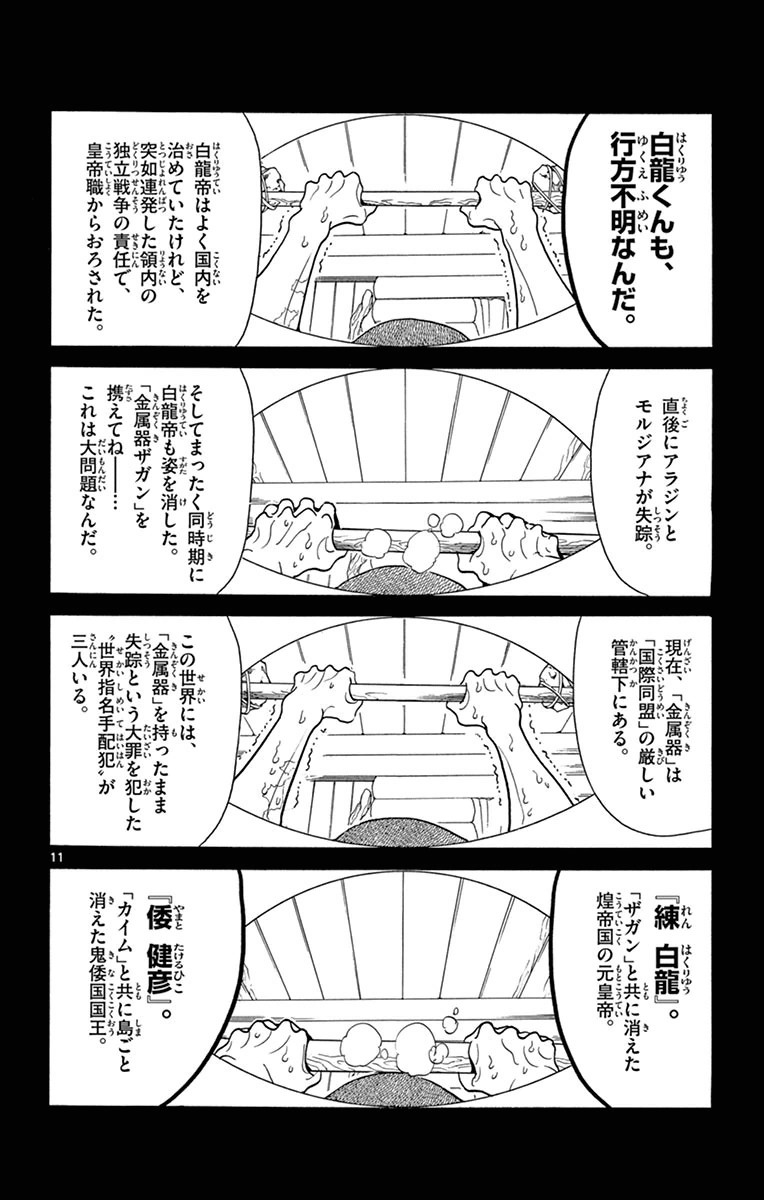 白龍くんも、
行方不明なんだ。
白龍帝はよく国内を
治めていたけれど、
突如連発した領内の
独立戦争の責任で、
皇帝職からおろされた。
直後にアラジンと
モルジアナが失踪。
そしてまったく同時期に
白龍帝も姿を消した。
「金属器ザガン」を
携えてね――…
これは大問題なんだ。
現在、「金属器」は
「国際同盟」の厳しい
管轄下にある。
この世界には、
「金属器」を持ったまま
失踪という大罪を犯した
〝世界指名手配犯〟が
三人いる。
『練 白龍』。
「ザガン」と共に消えた
煌帝国の元皇帝。
『倭 健彦』。
「カイム」と共に島ごと
消えた鬼倭国国王。
11